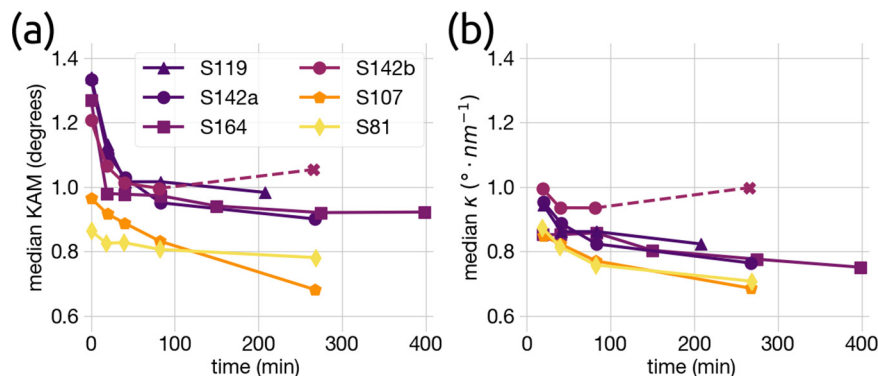 (a)
1.4
1.2
1.0
0.8
0.6
median KAM (degrees)
S119
S142a
S164
S142b
S107
S81
0 100 200 300 400
time (min)
(b)
1.4
1.2
1.0
0.8
0.6
median κ (° · nm⁻¹)
0 100 200 300 400
time (min)